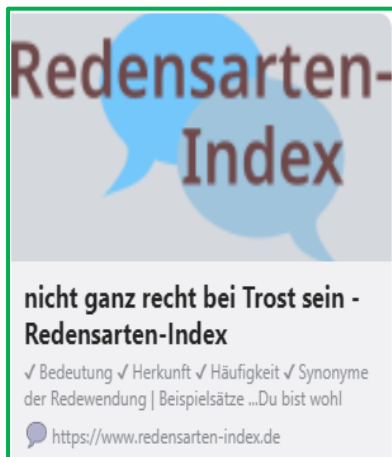 Redensarten-
Index
nicht ganz recht bei Trost sein -
Redensarten-Index
✓ Bedeutung ✓ Herkunft ✓ Häufigkeit ✓ Synonyme
der Redewendung | Beispielsätze ...Du bist wohl
https://www.redensarten-index.de